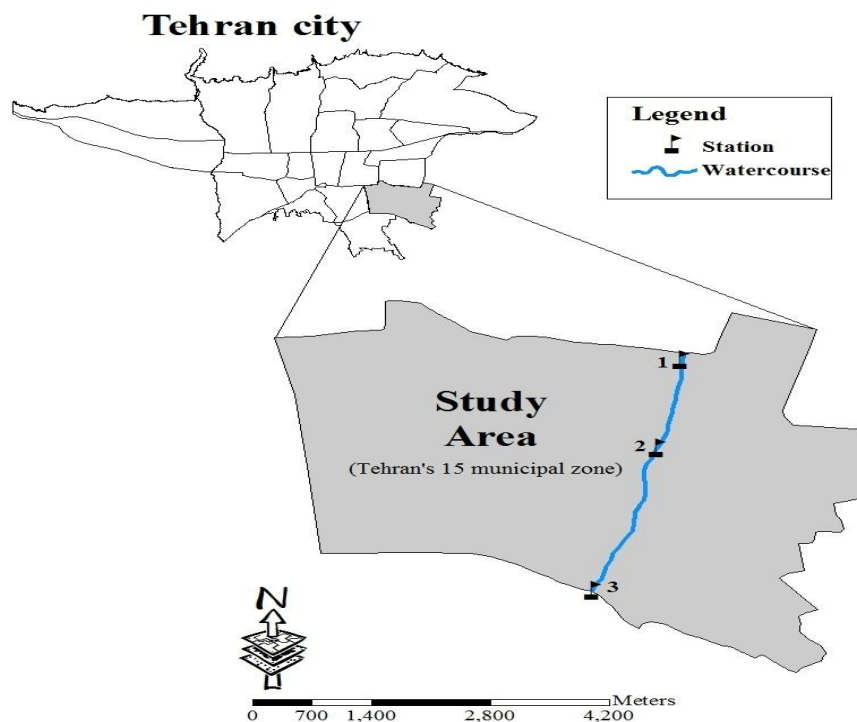 Tehran city
Legend
Station
Watercourse
1
Study
Area
2
(Tehran's 15 municipal zone)
3
N
Meters
0 700 1,400 2,800 4,200